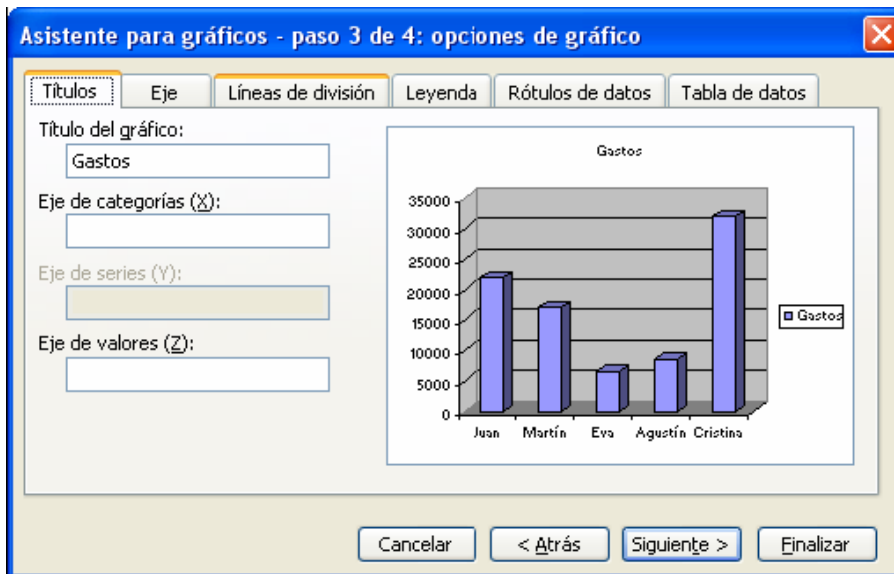 Asistente para gráficos - paso 3 de 4: opciones de gráfico
Títulos Eje Líneas de división Leyenda Rótulos de datos Tabla de datos
Título del gráfico:
Gastos
Eje de categorías (X):
Eje de series (Y):
Eje de valores (Z):
Gastos
35000
30000
25000
20000
15000
10000
5000
0
Juan Martín Eva Agustín Cristina
Gastos
Cancelar < Atrás Siguiente > Finalizar